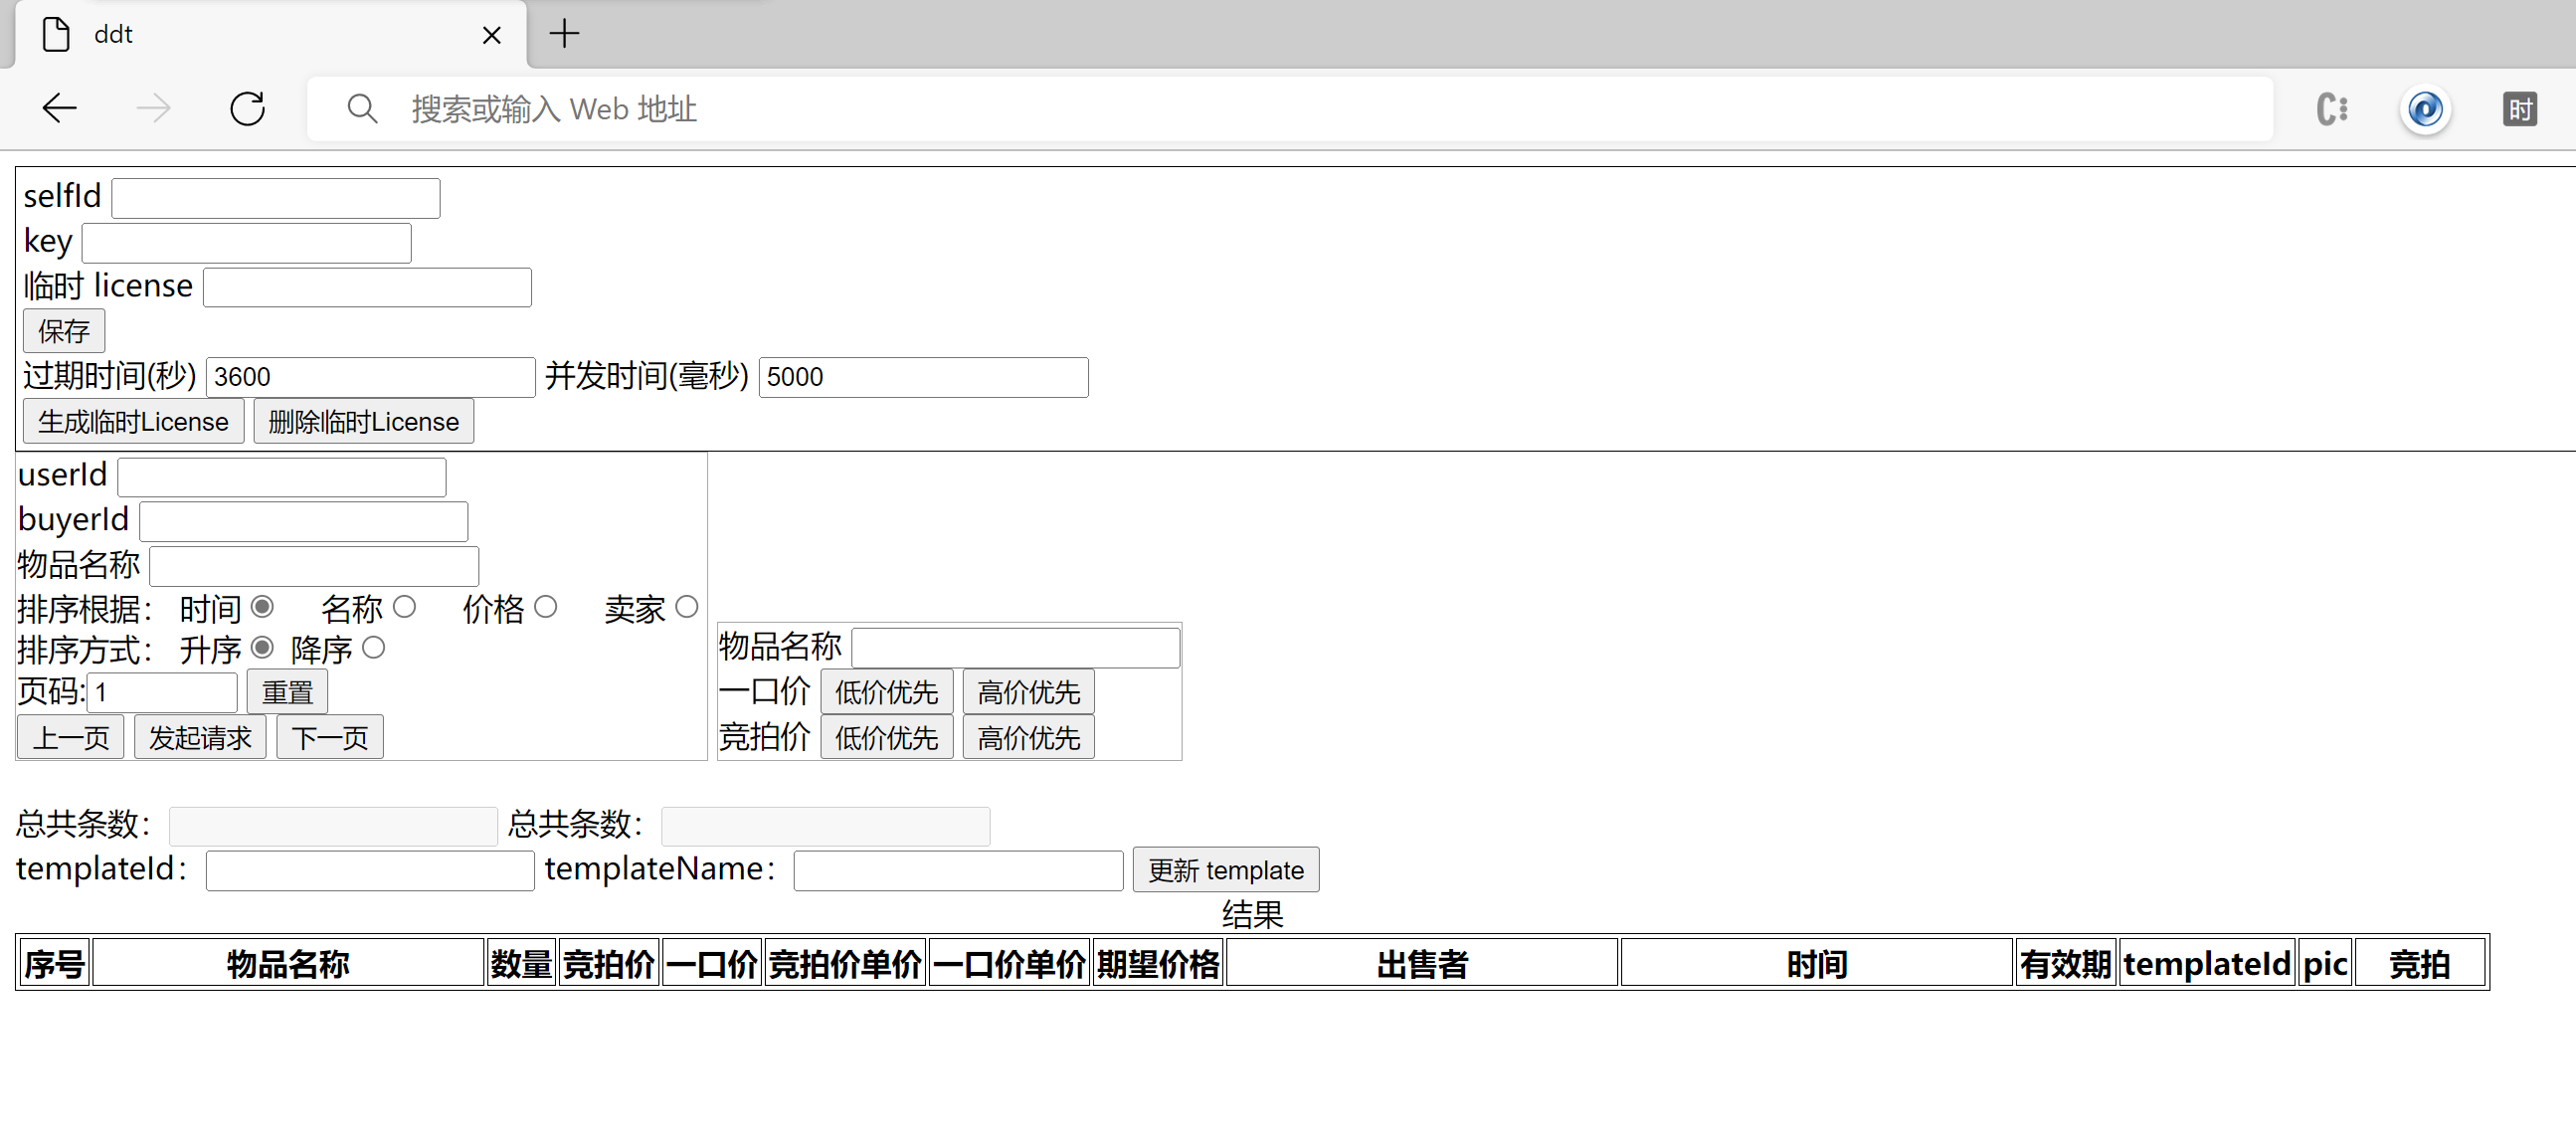 ddt
搜索或输入 Web 地址
时
selfId
key
临时 license
保存
过期时间(秒) 3600 并发时间(毫秒) 5000
生成临时License 删除临时License
userId
buyerId
物品名称
排序根据： 时间 名称 价格 卖家
排序方式： 升序 降序
页码:1 重置
上一页 发起请求 下一页
物品名称
一口价 低价优先 高价优先
竞拍价 低价优先 高价优先
总共条数： 总共条数：
templateId： templateName： 更新 template
结果
序号 物品名称 数量 竞拍价 一口价 竞拍价单价 一口价单价 期望价格 出售者 时间 有效期 templateId pic 竞拍